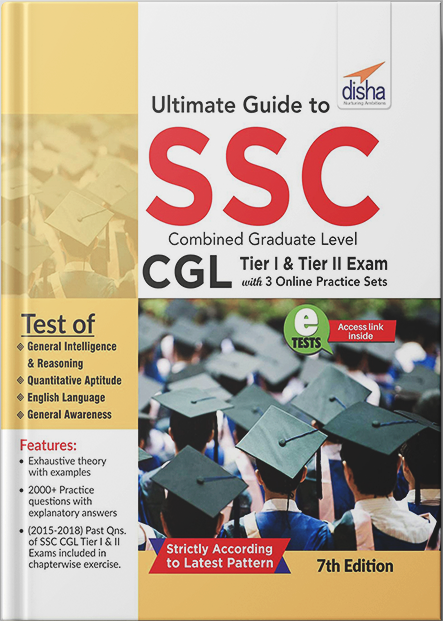 disha
Nurturing Ambitions
Ultimate Guide to
SSC
Combined Graduate Level
CGL
Tier I & Tier II Exam
with 3 Online Practice Sets
e
TESTS
Access link
inside
Test of
❖ General Intelligence
& Reasoning
❖ Quantitative Aptitude
❖ English Language
❖ General Awareness
Features:
• Exhaustive theory
with examples
• 2000+ Practice
questions with
explanatory answers
• (2015-2018) Past Qns.
of SSC CGL Tier I & II
Exams included in
chapterwise exercise.
Strictly According
to Latest Pattern
7th Edition